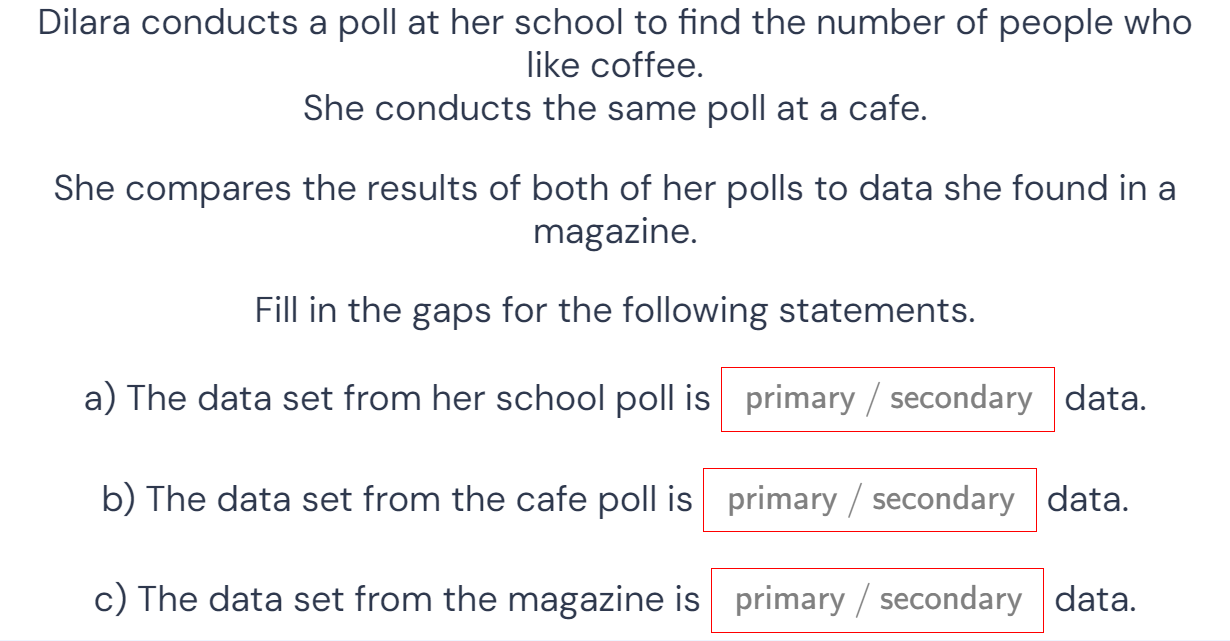 Dilara conducts a poll at her school to find the number of people who
like coffee.
She conducts the same poll at a cafe.
She compares the results of both of her polls to data she found in a
magazine.
Fill in the gaps for the following statements.
a) The data set from her school poll is primary / secondary data.
b) The data set from the cafe poll is primary / secondary data.
c) The data set from the magazine is primary / secondary data.